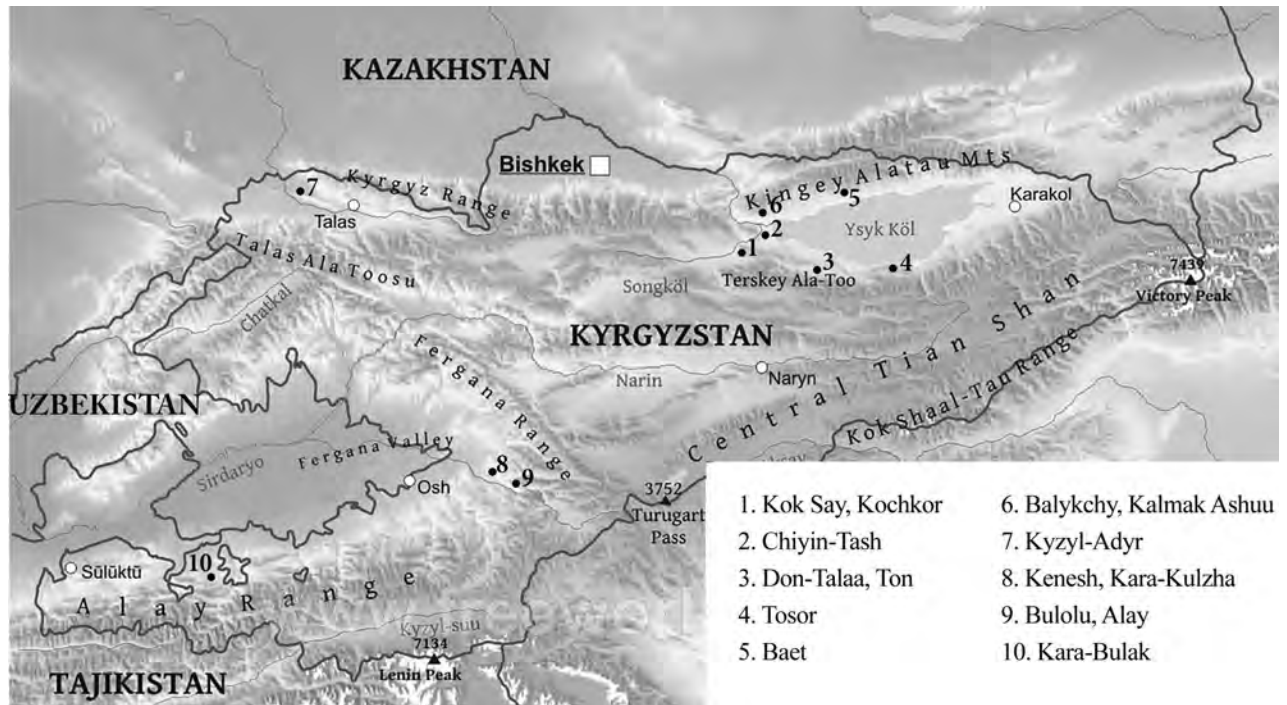 KAZAKHSTAN
Bishkek
Kyrgyz Range
7
Talas
Kingey Alatau Mts
Karakol
5
6
2
Ysyk Köl
1
3
4
Terskey Ala-Too
Talas Ala Toosu
Songköl
7439
Victory Peak
Chatkal
KYRGYZSTAN
Fergana Range
Narin
Naryn
Central Tian Shan
Kok Shaal-Tan Range
UZBEKISTAN
Fergana Valley
Sirdaryo
8
9
Osh
3752
Turugart
Pass
10
Sülüktü
Alay Range
Kyzyl-suu
7134
Lenin Peak
TAJIKISTAN
1. Kok Say, Kochkor
2. Chiyin-Tash
3. Don-Talaa, Ton
4. Tosor
5. Baet
6. Balykchy, Kalmak Ashuu
7. Kyzyl-Adyr
8. Kenesh, Kara-Kulzha
9. Bulolu, Alay
10. Kara-Bulak